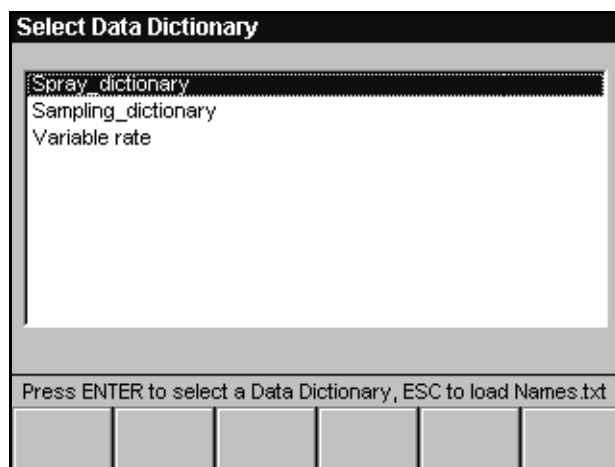 Select Data Dictionary
Spray_dictionary
Sampling_dictionary
Variable rate
Press ENTER to select a Data Dictionary, ESC to load Names.txt